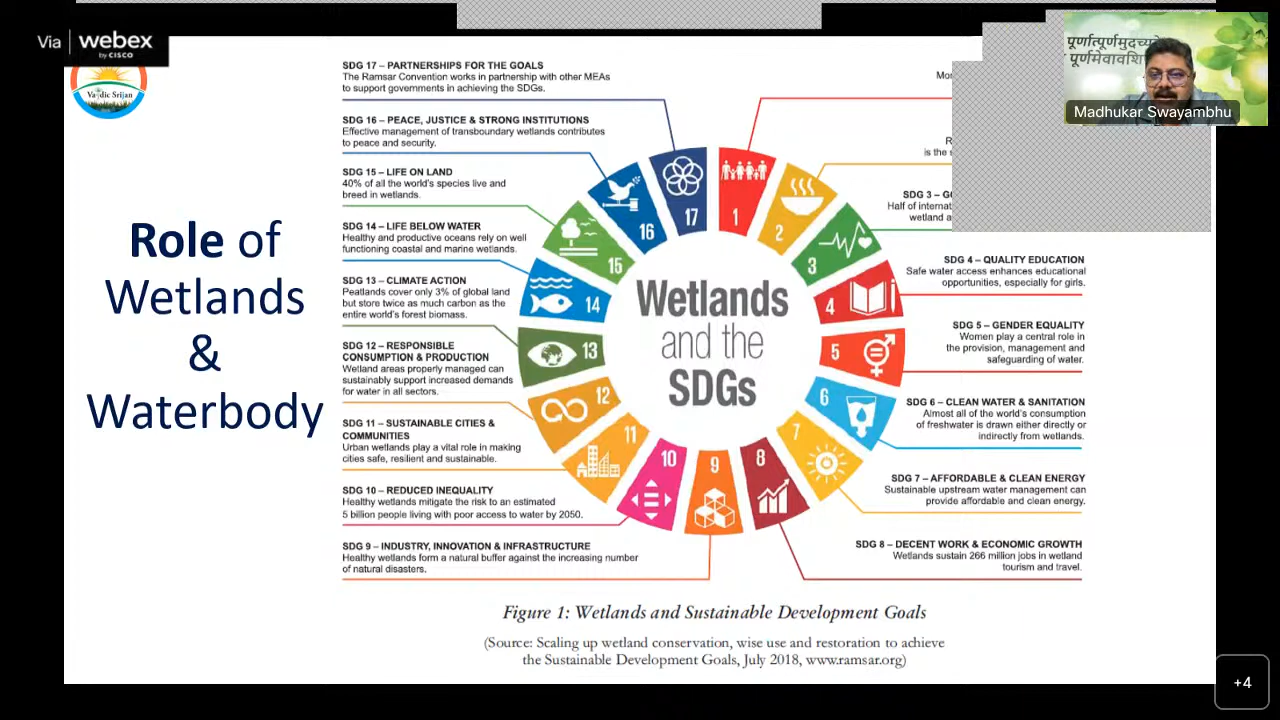 Via webex
by CISCO
Vaidic Srijan
पूर्णात्पूर्णमुदच्यते
पूर्णमेवावशि
Madhukar Swayambhu
Role of
Wetlands
&
Waterbody
SDG 17 – PARTNERSHIPS FOR THE GOALS
The Ramsar Convention works in partnership with other MEAs
to support governments in achieving the SDGs.
SDG 16 – PEACE, JUSTICE & STRONG INSTITUTIONS
Effective management of transboundary wetlands contributes
to peace and security.
SDG 15 – LIFE ON LAND
40% of all the world's species live and
breed in wetlands.
SDG 14 – LIFE BELOW WATER
Healthy and productive oceans rely on well
functioning coastal and marine wetlands.
SDG 13 – CLIMATE ACTION
Peatlands cover only 3% of global land
but store twice as much carbon as the
entire world's forest biomass.
SDG 12 – RESPONSIBLE
CONSUMPTION & PRODUCTION
Wetland areas properly managed can
sustainably support increased demands
for water in all sectors.
SDG 11 – SUSTAINABLE CITIES &
COMMUNITIES
Urban wetlands play a vital role in making
cities safe, resilient and sustainable.
SDG 10 – REDUCED INEQUALITY
Healthy wetlands mitigate the risk to an estimated
5 billion people living with poor access to water by 2050.
SDG 9 – INDUSTRY, INNOVATION & INFRASTRUCTURE
Healthy wetlands form a natural buffer against the increasing number
of natural disasters.
17
16
15
14
13
12
11
10
9
8
7
6
5
4
3
2
1
Wetlands
and the
SDGs
is the
SDG 3 –
Half of
wetland
SDG 4 – QUALITY EDUCATION
Safe water access enhances educational
opportunities, especially for girls.
SDG 5 – GENDER EQUALITY
Women play a central role in
the provision, management and
safeguarding of water.
SDG 6 – CLEAN WATER & SANITATION
Almost all of the world's consumption
of freshwater is drawn either directly or
indirectly from wetlands.
SDG 7 – AFFORDABLE & CLEAN ENERGY
Sustainable upstream water management can
provide affordable and clean energy.
SDG 8 – DECENT WORK & ECONOMIC GROWTH
Wetlands sustain 266 million jobs in wetland
tourism and travel.
Figure 1: Wetlands and Sustainable Development Goals
(Source: Scaling up wetland conservation, wise use and restoration to achieve
the Sustainable Development Goals, July 2018, www.ramsar.org)
+4